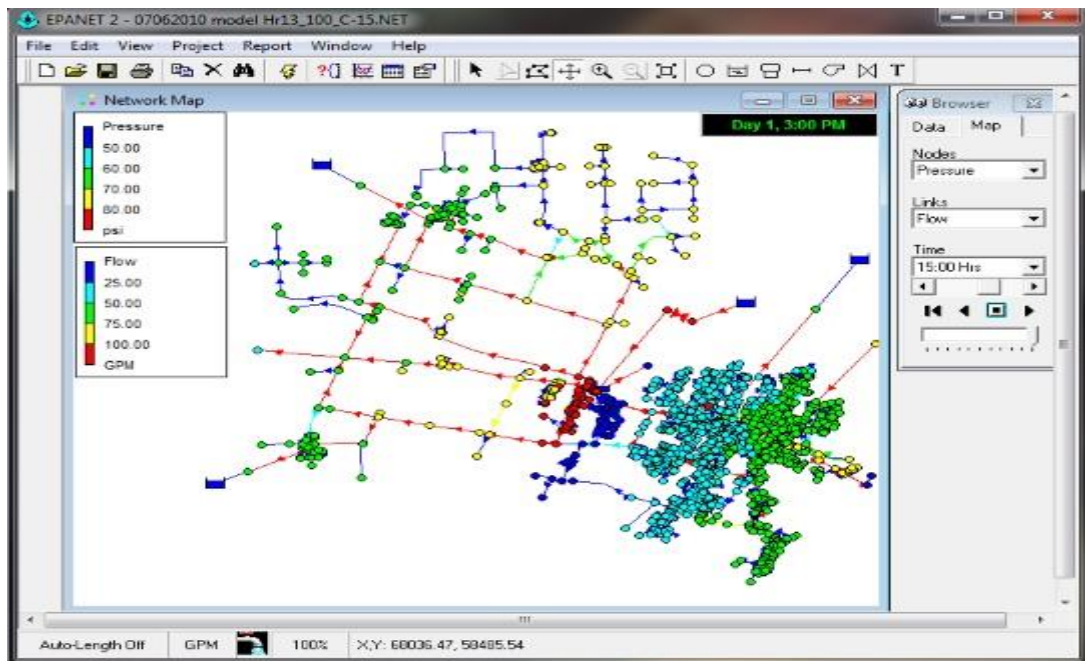 EPANET 2 - 07062010 model Hr13_100_C-15.NET
File Edit View Project Report Window Help
T
Network Map
Day 1, 3:00 PM
Pressure
50.00
60.00
70.00
80.00
psi
Flow
25.00
50.00
75.00
100.00
GPM
Browser
Data Map
Nodes
Pressure
Links
Flow
Time
15:00 Hrs
Auto-Length Off GPM 100% X,Y: 68036.47, 58485.54